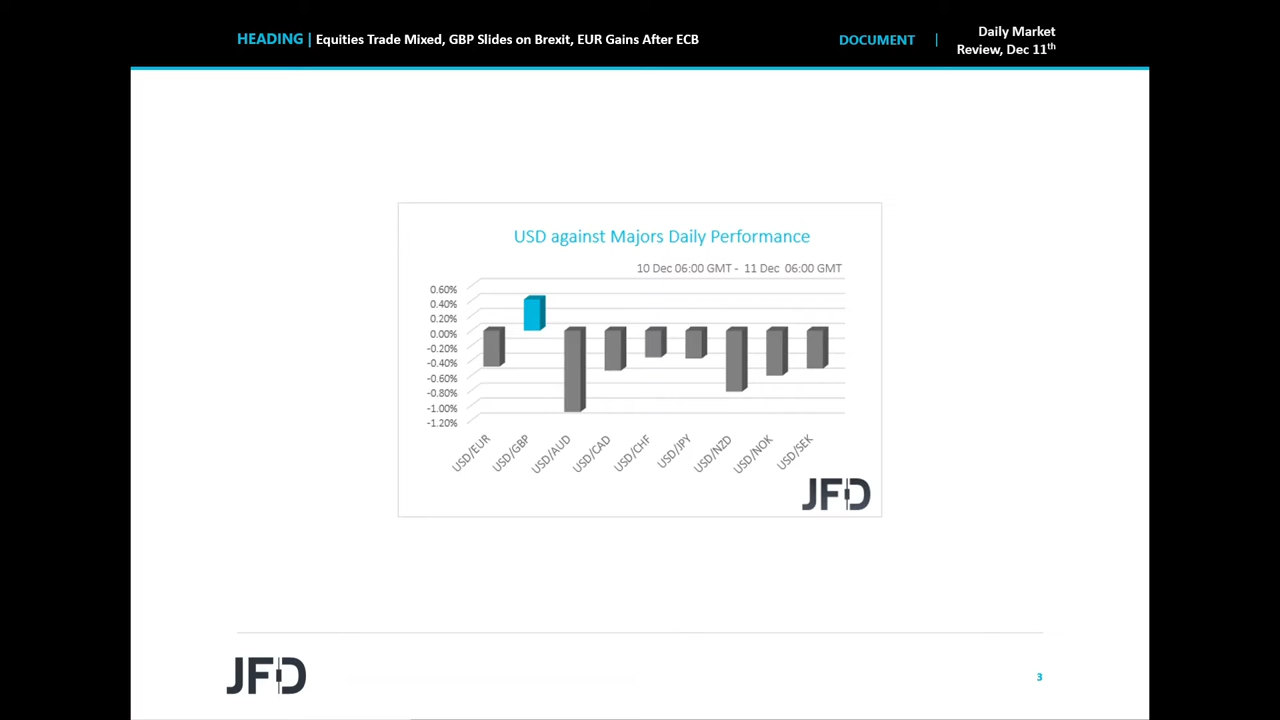 HEADING | Equities Trade Mixed, GBP Slides on Brexit, EUR Gains After ECB
DOCUMENT |
Daily Market
Review, Dec 11th
USD against Majors Daily Performance
10 Dec 06:00 GMT - 11 Dec 06:00 GMT
0.60%
0.40%
0.20%
0.00%
-0.20%
-0.40%
-0.60%
-0.80%
-1.00%
-1.20%
USD/EUR
USD/GBP
USD/AUD
USD/CAD
USD/CHF
USD/JPY
USD/NZD
USD/NOK
USD/SEK
JFD
JFD
3